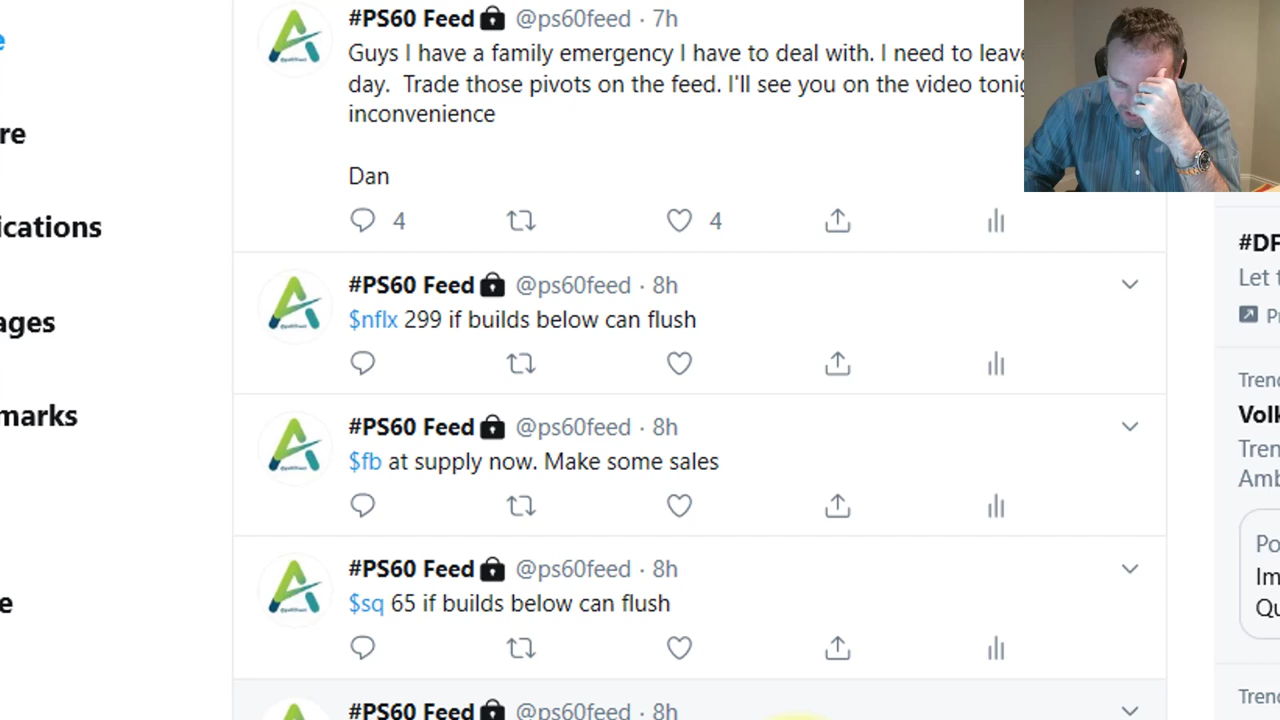 #PS60 Feed @ps60feed · 7h
Guys I have a family emergency I have to deal with. I need to leave
day. Trade those pivots on the feed. I'll see you on the video
inconvenience
Dan
4 4
#PS60 Feed @ps60feed · 8h
$nflx 299 if builds below can flush
#PS60 Feed @ps60feed · 8h
$fb at supply now. Make some sales
#PS60 Feed @ps60feed · 8h
$sq 65 if builds below can flush
#PS60 Feed @ps60feed · 8h
re
ications
ages
marks
e
#DF
Let
Tren
Volk
Tren
Amb
Po
Im
Qu
Tren